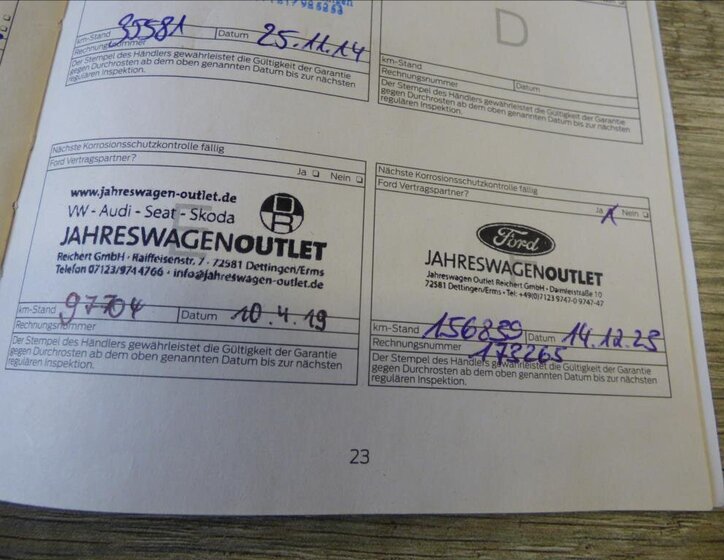 km-Stand 35581 Datum 25.11.14
Rechnungsnummer
Der Stempel des Händlers gewährleistet die Gültigkeit der Garantie
gegen Durchrosten ab dem oben genannten Datum bis zur nächsten
regulären Inspektion.
D
km-Stand
Rechnungsnummer Datum
Der Stempel des Händlers gewährleistet die Gültigkeit der Garantie
gegen Durchrosten ab dem oben genannten Datum bis zur nächsten
regulären Inspektion.
Nächste Korrosionsschutzkontrolle fällig
Ford Vertragspartner?
Ja Nein
www.jahreswagen-outlet.de
VW - Audi - Seat - Skoda
JAHRESWAGENOUTLET
Reichert GmbH · Raiffeisenstr. 7 · 72581 Dettingen/Erms
Telefon 07123/9744766 · info@jahreswagen-outlet.de
km-Stand 97704 Datum 10.4.19
Rechnungsnummer
Der Stempel des Händlers gewährleistet die Gültigkeit der Garantie
gegen Durchrosten ab dem oben genannten Datum bis zur nächsten
regulären Inspektion.
Nächste Korrosionsschutzkontrolle fällig
Ford Vertragspartner?
Ja Nein
Ford
JAHRESWAGENOUTLET
Jahreswagen Outlet Reichert GmbH · Daimlerstraße 10
72581 Dettingen/Erms · Tel: +49(0)7123 9747-0 9747-47
km-Stand 156839 Datum 14.12.23
Rechnungsnummer 173265
Der Stempel des Händlers gewährleistet die Gültigkeit der Garantie
gegen Durchrosten ab dem oben genannten Datum bis zur nächsten
regulären Inspektion.
23